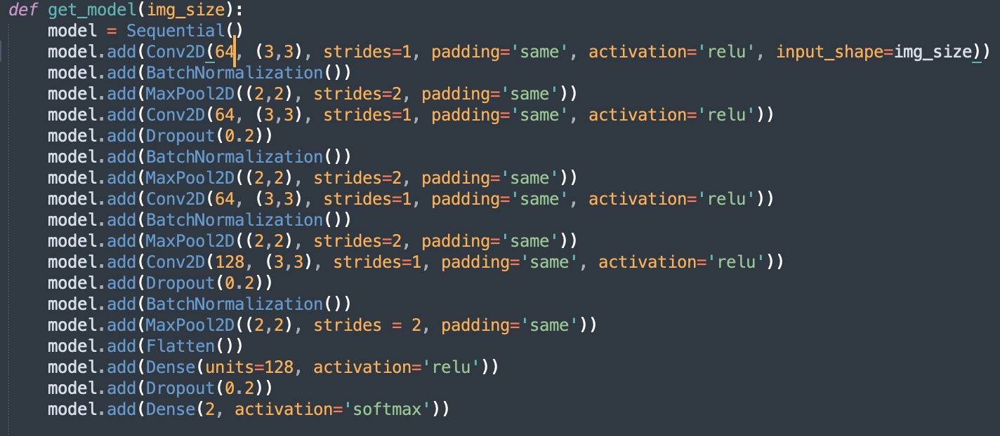 def get_model(img_size):
    model = Sequential()
    model.add(Conv2D(64, (3,3), strides=1, padding='same', activation='relu', input_shape=img_size))
    model.add(BatchNormalization())
    model.add(MaxPool2D((2,2), strides=2, padding='same'))
    model.add(Conv2D(64, (3,3), strides=1, padding='same', activation='relu'))
    model.add(Dropout(0.2))
    model.add(BatchNormalization())
    model.add(MaxPool2D((2,2), strides=2, padding='same'))
    model.add(Conv2D(64, (3,3), strides=1, padding='same', activation='relu'))
    model.add(BatchNormalization())
    model.add(MaxPool2D((2,2), strides=2, padding='same'))
    model.add(Conv2D(128, (3,3), strides=1, padding='same', activation='relu'))
    model.add(Dropout(0.2))
    model.add(BatchNormalization())
    model.add(MaxPool2D((2,2), strides = 2, padding='same'))
    model.add(Flatten())
    model.add(Dense(units=128, activation='relu'))
    model.add(Dropout(0.2))
    model.add(Dense(2, activation='softmax'))